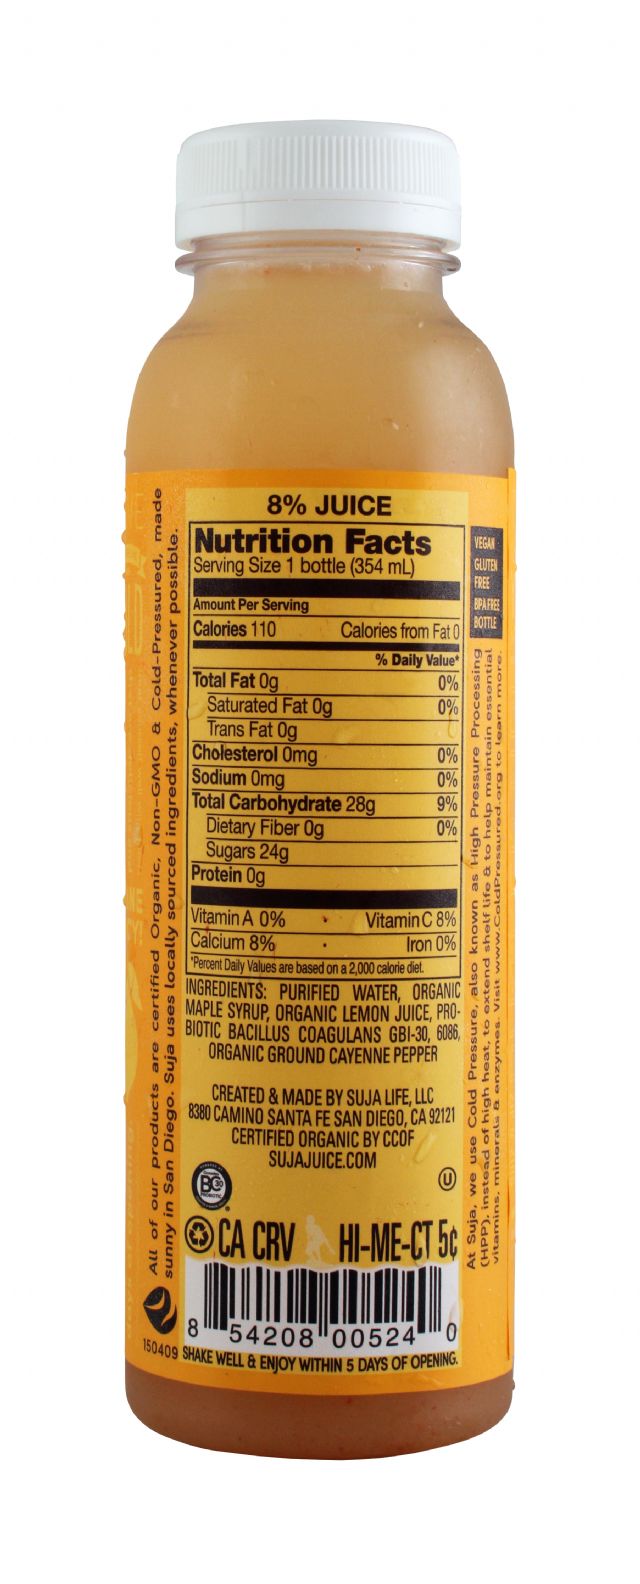 8% JUICE
Nutrition Facts
Serving Size 1 bottle (354 mL)
Amount Per Serving
Calories 110 Calories from Fat 0
% Daily Value*
Total Fat 0g 0%
Saturated Fat 0g 0%
Trans Fat 0g
Cholesterol 0mg 0%
Sodium 0mg 0%
Total Carbohydrate 28g 9%
Dietary Fiber 0g 0%
Sugars 24g
Protein 0g
Vitamin A 0% · Vitamin C 8%
Calcium 8% · Iron 0%
*Percent Daily Values are based on a 2,000 calorie diet.
INGREDIENTS: PURIFIED WATER, ORGANIC
MAPLE SYRUP, ORGANIC LEMON JUICE, PRO-
BIOTIC BACILLUS COAGULANS GBI-30, 6086,
ORGANIC GROUND CAYENNE PEPPER
CREATED & MADE BY SUJA LIFE, LLC
8380 CAMINO SANTA FE SAN DIEGO, CA 92121
CERTIFIED ORGANIC BY CCOF
SUJAJUICE.COM
BC30
PROBIOTIC
U
CA CRV HI-ME-CT 5¢
8 54208 00524 0
150409 SHAKE WELL & ENJOY WITHIN 5 DAYS OF OPENING.
All of our products are certified Organic, Non-GMO & Cold-Pressured, made
sunny in San Diego. Suja uses locally sourced ingredients, whenever possible.
VEGAN
GLUTEN
FREE
BPA FREE
BOTTLE
At Suja, we use Cold Pressure, also known as High Pressure Processing
(HPP), instead of high heat, to extend shelf life & to help maintain essential
vitamins, minerals & enzymes. Visit www.ColdPressured.org to learn more.